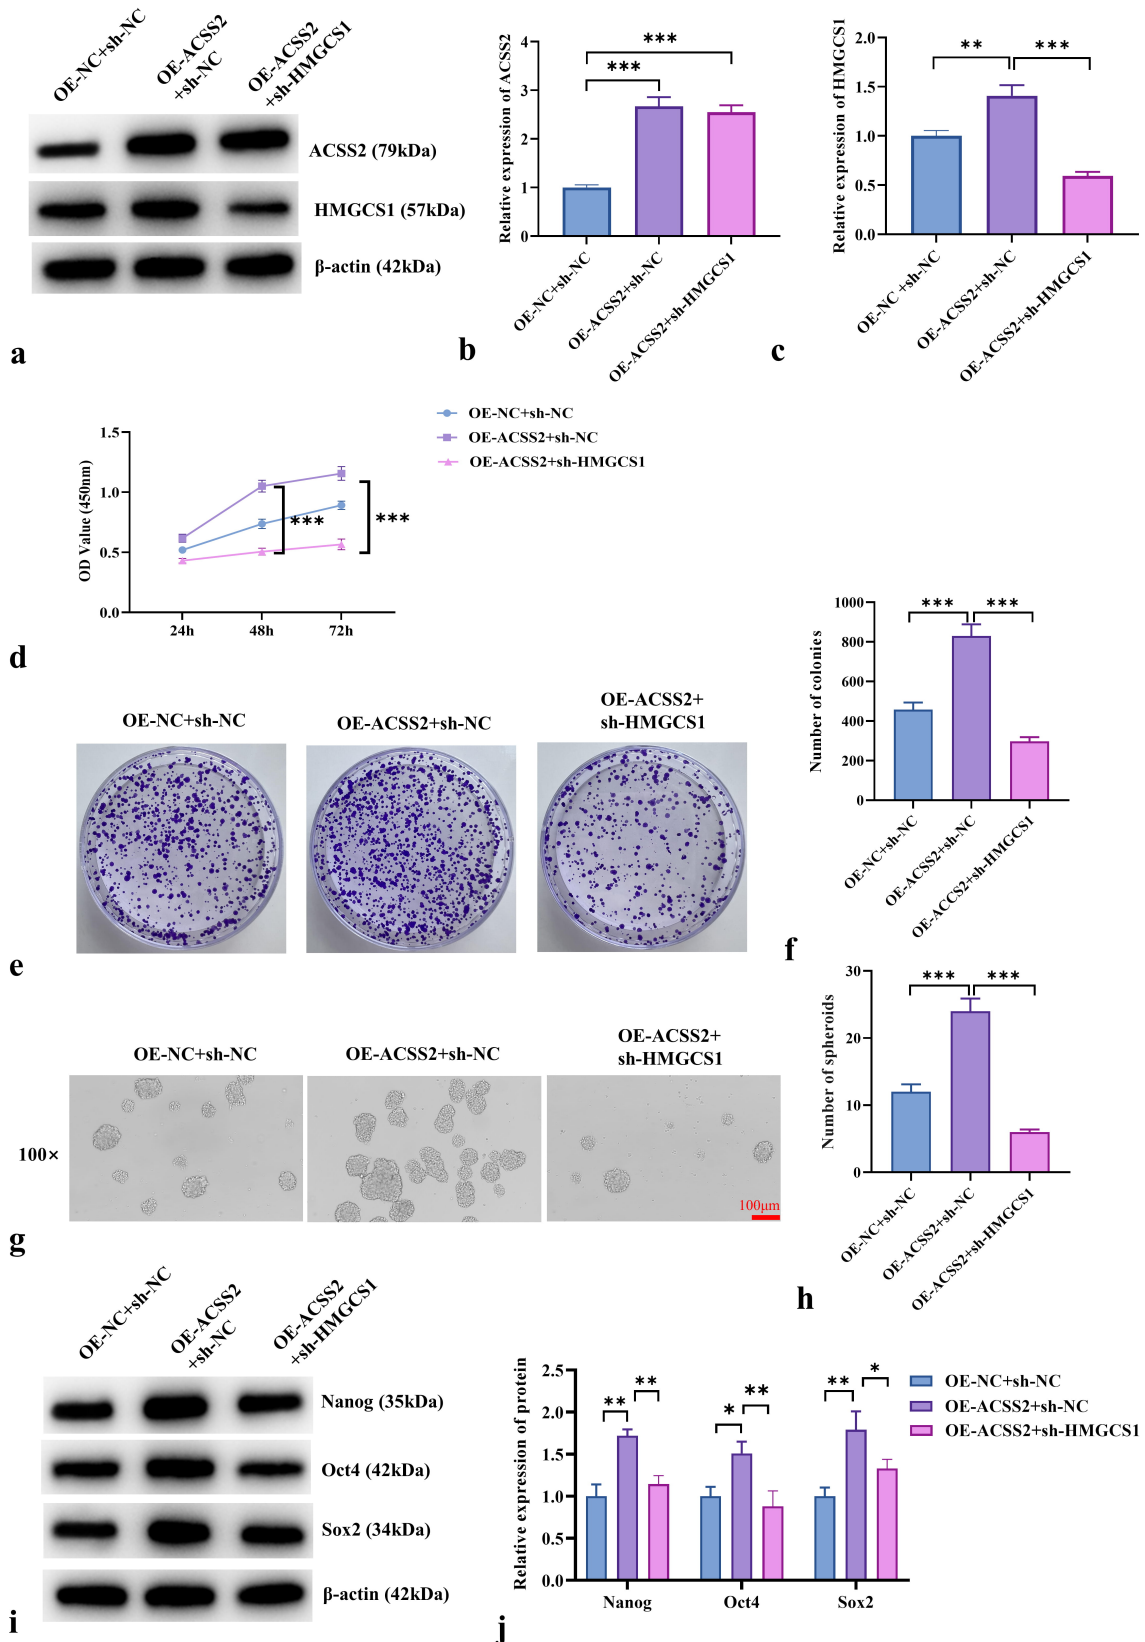 OE-NC+sh-NC
OE-ACSS2
+sh-NC
OE-ACSS2
+sh-HMGCS1
ACSS2 (79kDa)
HMGCS1 (57kDa)
β-actin (42kDa)
a
Relative expression of ACSS2
4
3
2
1
0
***
***
OE-NC+sh-NC
OE-ACSS2+sh-NC
OE-ACSS2+sh-HMGCS1
b
Relative expression of HMGCS1
2.0
1.5
1.0
0.5
0.0
**
***
OE-NC +sh-NC
OE-ACSS2+sh-NC
OE-ACSS2+sh-HMGCS1
c
OE-NC+sh-NC
OE-ACSS2+sh-NC
OE-ACSS2+sh-HMGCS1
OD Value (450nm)
1.5
1.0
0.5
0.0
***
***
24h
48h
72h
d
OE-NC+sh-NC
OE-ACSS2+sh-NC
OE-ACSS2+
sh-HMGCS1
e
Number of colonies
1000
800
600
400
200
0
***
***
OE-NC+sh-NC
OE-ACSS2+sh-NC
OE-ACCS2+sh-HMGCS1
f
OE-NC+sh-NC
OE-ACSS2+sh-NC
OE-ACSS2+
sh-HMGCS1
100×
100μm
g
Number of spheroids
30
20
10
0
***
***
OE-NC+sh-NC
OE-ACSS2+sh-NC
OE-ACSS2+sh-HMGCS1
h
OE-NC+sh-NC
OE-ACSS2
+sh-NC
OE-ACSS2
+sh-HMGCS1
Nanog (35kDa)
Oct4 (42kDa)
Sox2 (34kDa)
β-actin (42kDa)
i
Relative expression of protein
2.5
2.0
1.5
1.0
0.5
0.0
**
**
*
**
**
*
Nanog
Oct4
Sox2
OE-NC+sh-NC
OE-ACSS2+sh-NC
OE-ACSS2+sh-HMGCS1
j